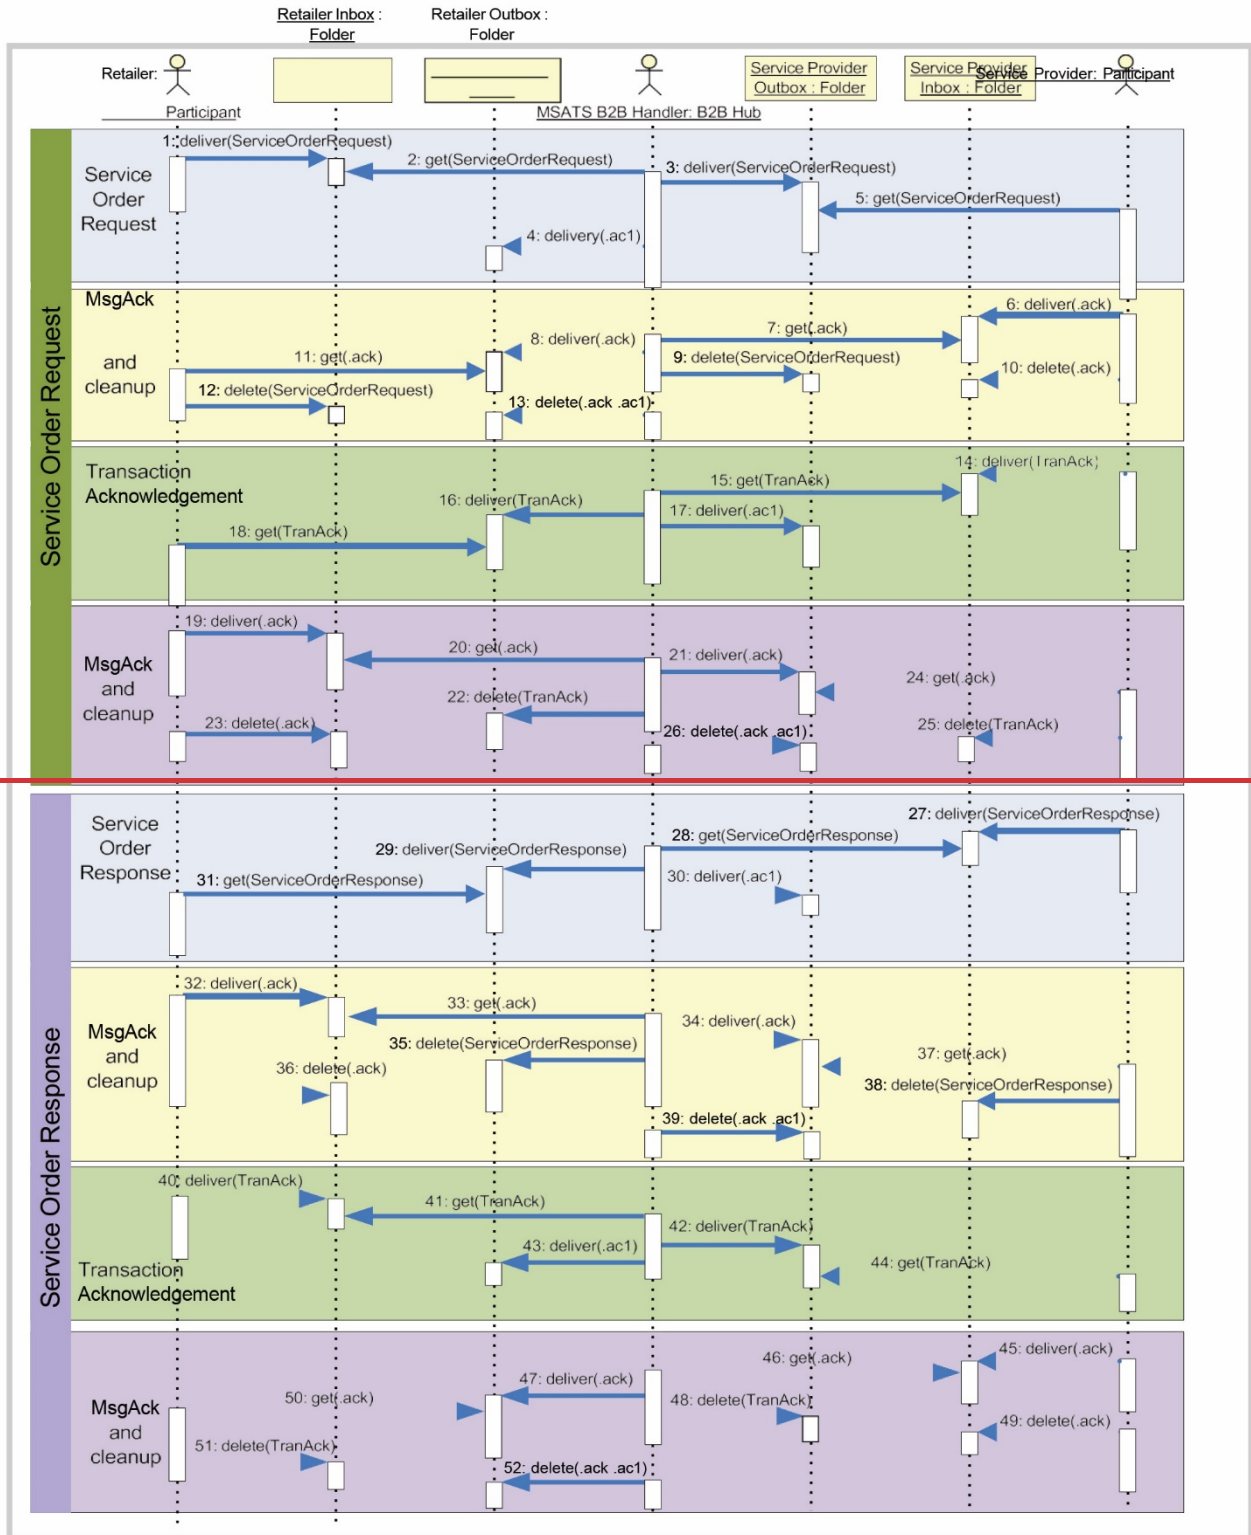 Retailer Inbox :
Folder
Retailer Outbox :
Folder
Retailer:
Participant
MSATS B2B Handler: B2B Hub
Service Provider
Outbox : Folder
Service Provider
Inbox : Folder
Service Provider: Participant
Service Order Request
Service
Order
Request
1: deliver(ServiceOrderRequest)
2: get(ServiceOrderRequest)
3: deliver(ServiceOrderRequest)
5: get(ServiceOrderRequest)
4: delivery(.ac1)
MsgAck
and
cleanup
6: deliver(.ack)
7: get(.ack)
8: deliver(.ack)
9: delete(ServiceOrderRequest)
11: get(.ack)
10: delete(.ack)
12: delete(ServiceOrderRequest)
13: delete(.ack .ac1)
Transaction
Acknowledgement
14: deliver(TranAck)
15: get(TranAck)
16: deliver(TranAck)
17: deliver(.ac1)
18: get(TranAck)
MsgAck
and
cleanup
19: deliver(.ack)
20: get(.ack)
21: deliver(.ack)
24: get(.ack)
22: delete(TranAck)
23: delete(.ack)
25: delete(TranAck)
26: delete(.ack .ac1)
Service Order Response
Service
Order
Response
27: deliver(ServiceOrderResponse)
28: get(ServiceOrderResponse)
29: deliver(ServiceOrderResponse)
30: deliver(.ac1)
31: get(ServiceOrderResponse)
MsgAck
and
cleanup
32: deliver(.ack)
33: get(.ack)
34: deliver(.ack)
35: delete(ServiceOrderResponse)
37: get(.ack)
36: delete(.ack)
38: delete(ServiceOrderResponse)
39: delete(.ack .ac1)
Transaction
Acknowledgement
40: deliver(TranAck)
41: get(TranAck)
42: deliver(TranAck)
43: deliver(.ac1)
44: get(TranAck)
MsgAck
and
cleanup
45: deliver(.ack)
46: get(.ack)
47: deliver(.ack)
50: get(.ack)
48: delete(TranAck)
49: delete(.ack)
51: delete(TranAck)
52: delete(.ack .ac1)